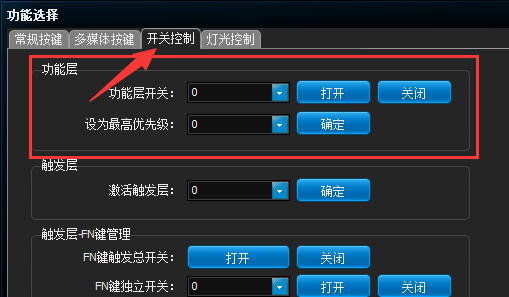 功能选择
常规按键 多媒体按键 开关控制 灯光控制
功能层
功能层开关： 0 打开 关闭
设为最高优先级： 0 确定
触发层
激活触发层： 0 确定
触发层-FN键管理
FN键触发总开关： 打开 关闭
FN键独立开关： 0 打开 关闭